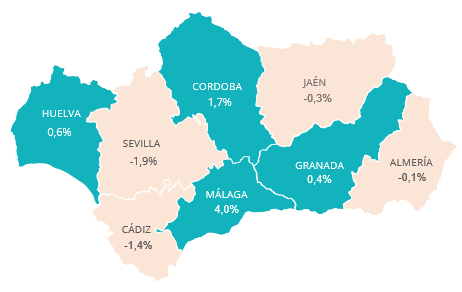 CORDOBA
1,7%
JAÉN
-0,3%
HUELVA
0,6%
SEVILLA
-1,9%
GRANADA
0,4%
ALMERÍA
-0,1%
MÁLAGA
4,0%
CÁDIZ
-1,4%